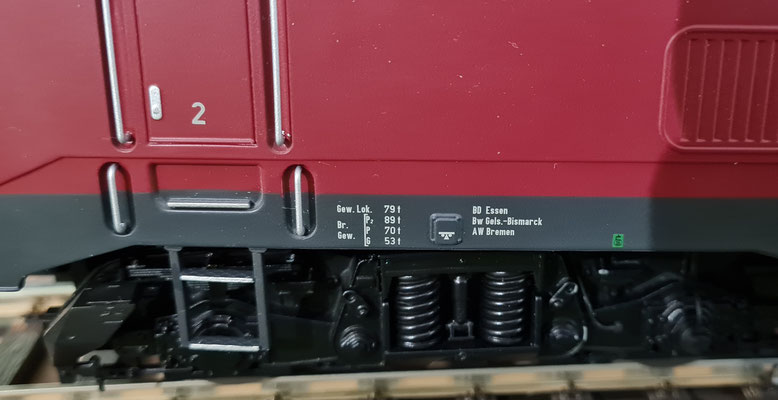 2
Gew. Lok. 79 t
Br. Gew. P₂ 89 t
P 70 t
G 53 t
BD Essen
Bw Gels.-Bismarck
AW Bremen